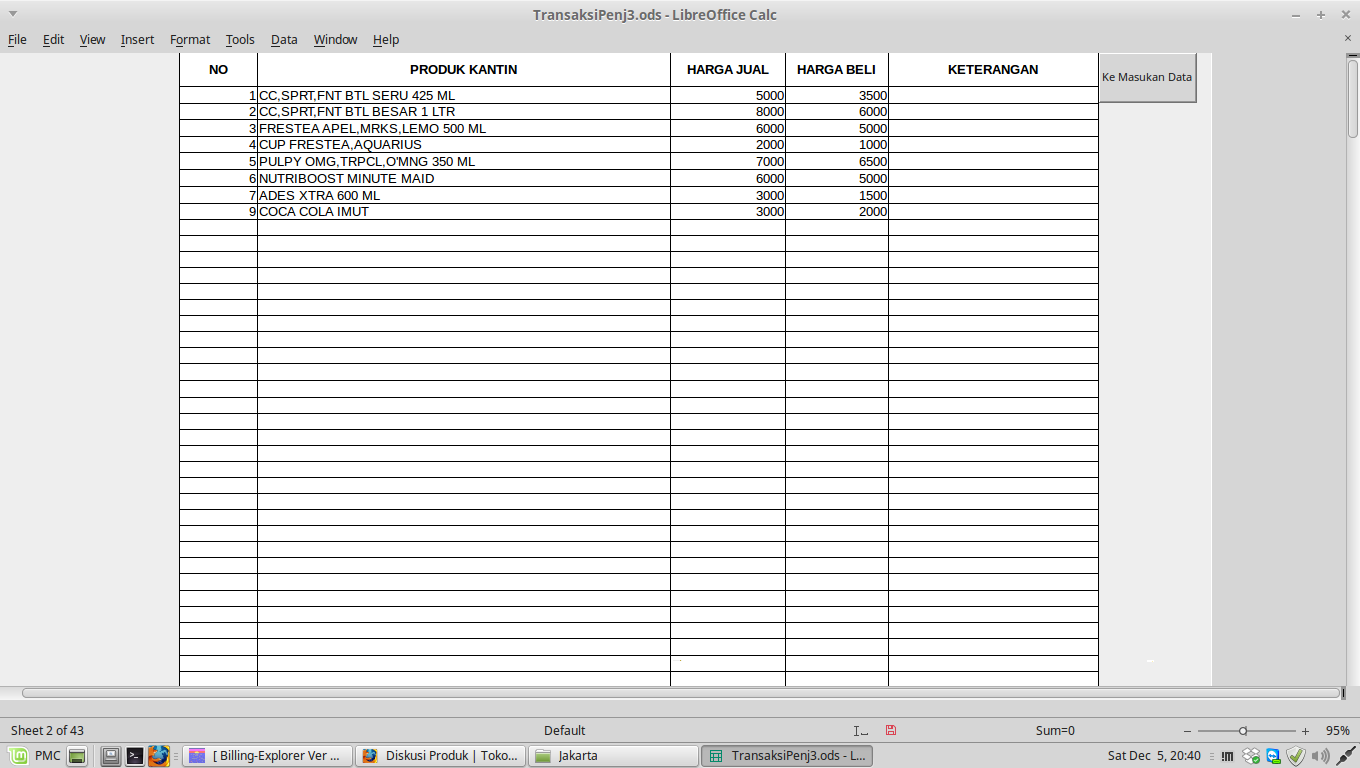 TransaksiPenj3.ods - LibreOffice Calc
File Edit View Insert Format Tools Data Window Help
NO PRODUK KANTIN HARGA JUAL HARGA BELI KETERANGAN
Ke Masukan Data
1 CC,SPRT,FNT BTL SERU 425 ML 5000 3500
2 CC,SPRT,FNT BTL BESAR 1 LTR 8000 6000
3 FRESTEA APEL,MRKS,LEMO 500 ML 6000 5000
4 CUP FRESTEA,AQUARIUS 2000 1000
5 PULPY OMG,TRPCL,O'MNG 350 ML 7000 6500
6 NUTRIBOOST MINUTE MAID 6000 5000
7 ADES XTRA 600 ML 3000 1500
9 COCA COLA IMUT 3000 2000
Sheet 2 of 43 Default Sum=0 95%
PMC [ Billing-Explorer Ver ... Diskusi Produk | Toko... Jakarta TransaksiPenj3.ods - L... Sat Dec 5, 20:40